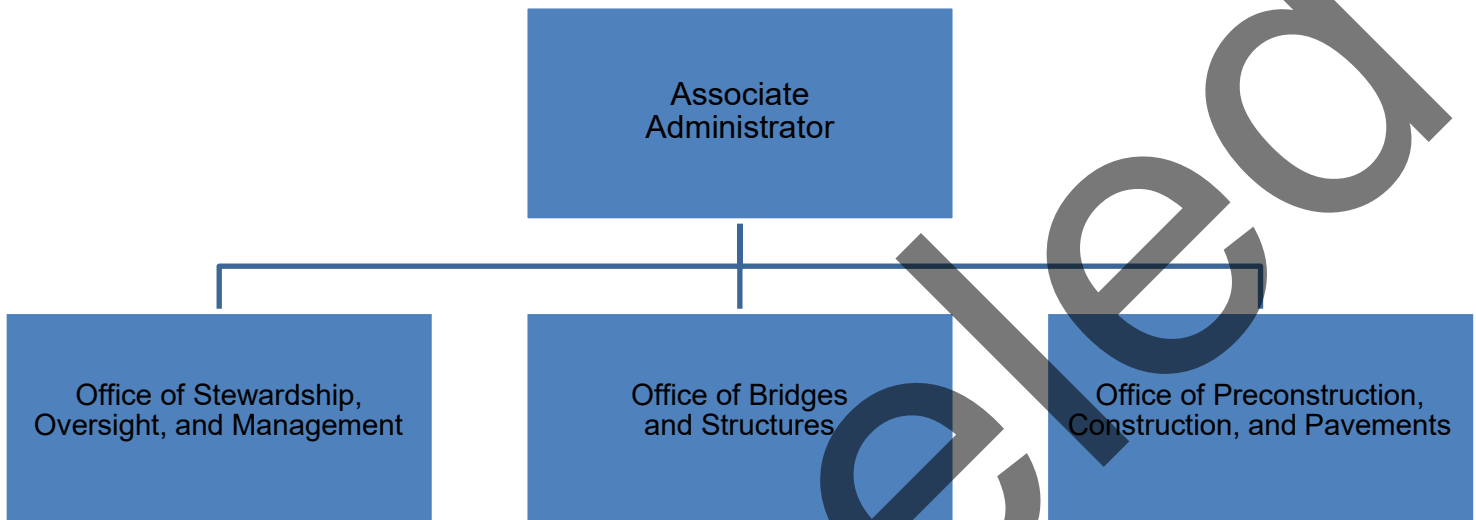 Associate
Administrator
Office of Stewardship,
Oversight, and Management
Office of Bridges
and Structures
Office of Preconstruction,
Construction, and Pavements
eled